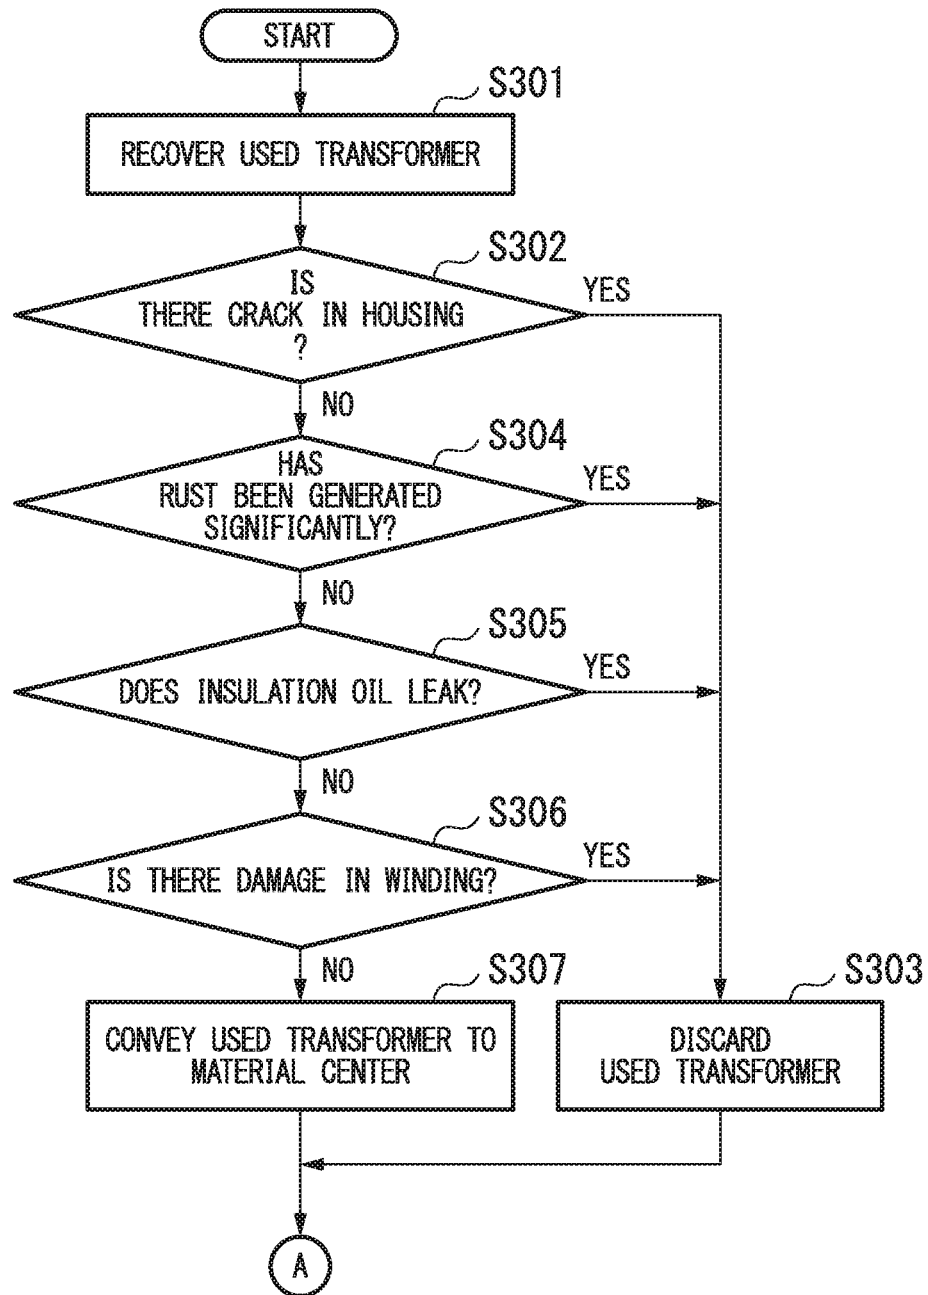 START
S301
RECOVER USED TRANSFORMER
S302
IS
THERE CRACK IN HOUSING
?
YES
NO
S304
HAS
RUST BEEN GENERATED
SIGNIFICANTLY?
YES
NO
S305
DOES INSULATION OIL LEAK?
YES
NO
S306
IS THERE DAMAGE IN WINDING?
YES
NO
S307
CONVEY USED TRANSFORMER TO
MATERIAL CENTER
S303
DISCARD
USED TRANSFORMER
A